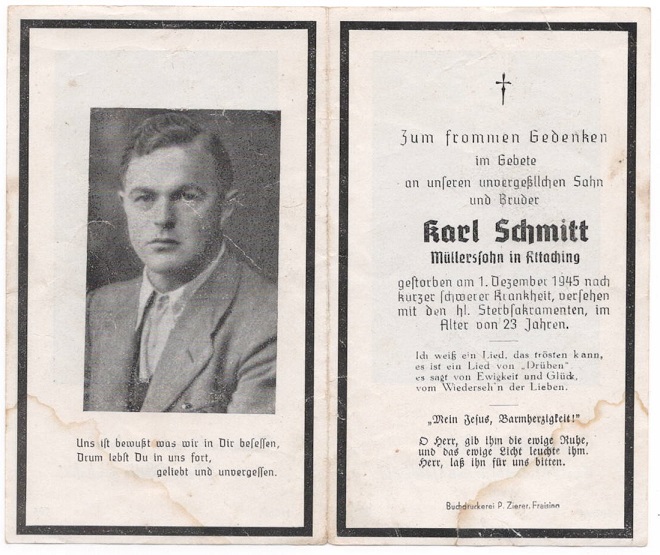 Uns ist bewußt was wir in Dir besessen,
Drum lebst Du in uns fort,
geliebt und unvergessen.
Zum frommen Gedenken
im Gebete
an unseren unvergeßlichen Sohn
und Bruder
Karl Schmitt
Müllerssohn in Attaching
gestorben am 1. Dezember 1945 nach
kurzer schwerer Krankheit, versehen
mit den hl. Sterbsakramenten, im
Alter von 23 Jahren.
Ich weiß ein Lied, das trösten kann,
es ist ein Lied von „Drüben"
es sagt von Ewigkeit und Glück,
vom Wiederseh'n der Lieben.
„Mein Jesus, Barmherzigkeit!"
O Herr, gib ihm die ewige Ruhe,
und das ewige Licht leuchte ihm.
Herr, laß ihn für uns bitten.
Buchdruckerei P. Zierer, Freising